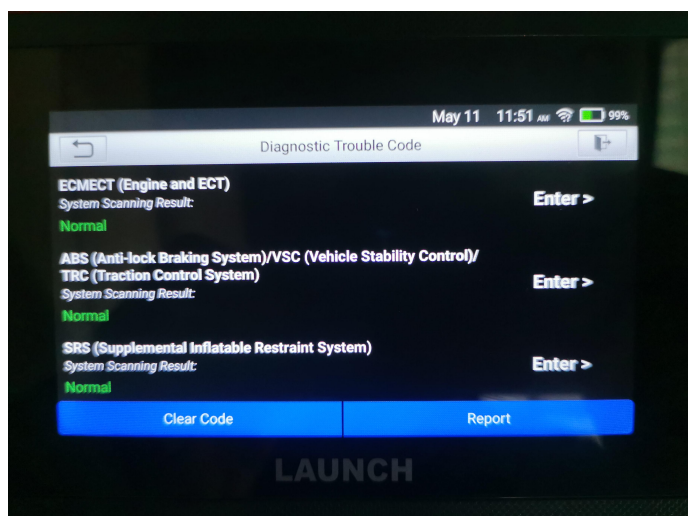 May 11 11:51 AM 99%
Diagnostic Trouble Code
ECMECT (Engine and ECT)
System Scanning Result:
Enter >
Normal
ABS (Anti-lock Braking System)/VSC (Vehicle Stability Control)/
TRC (Traction Control System)
Enter >
System Scanning Result:
Normal
SRS (Supplemental Inflatable Restraint System)
System Scanning Result:
Enter >
Normal
Clear Code
Report
LAUNCH